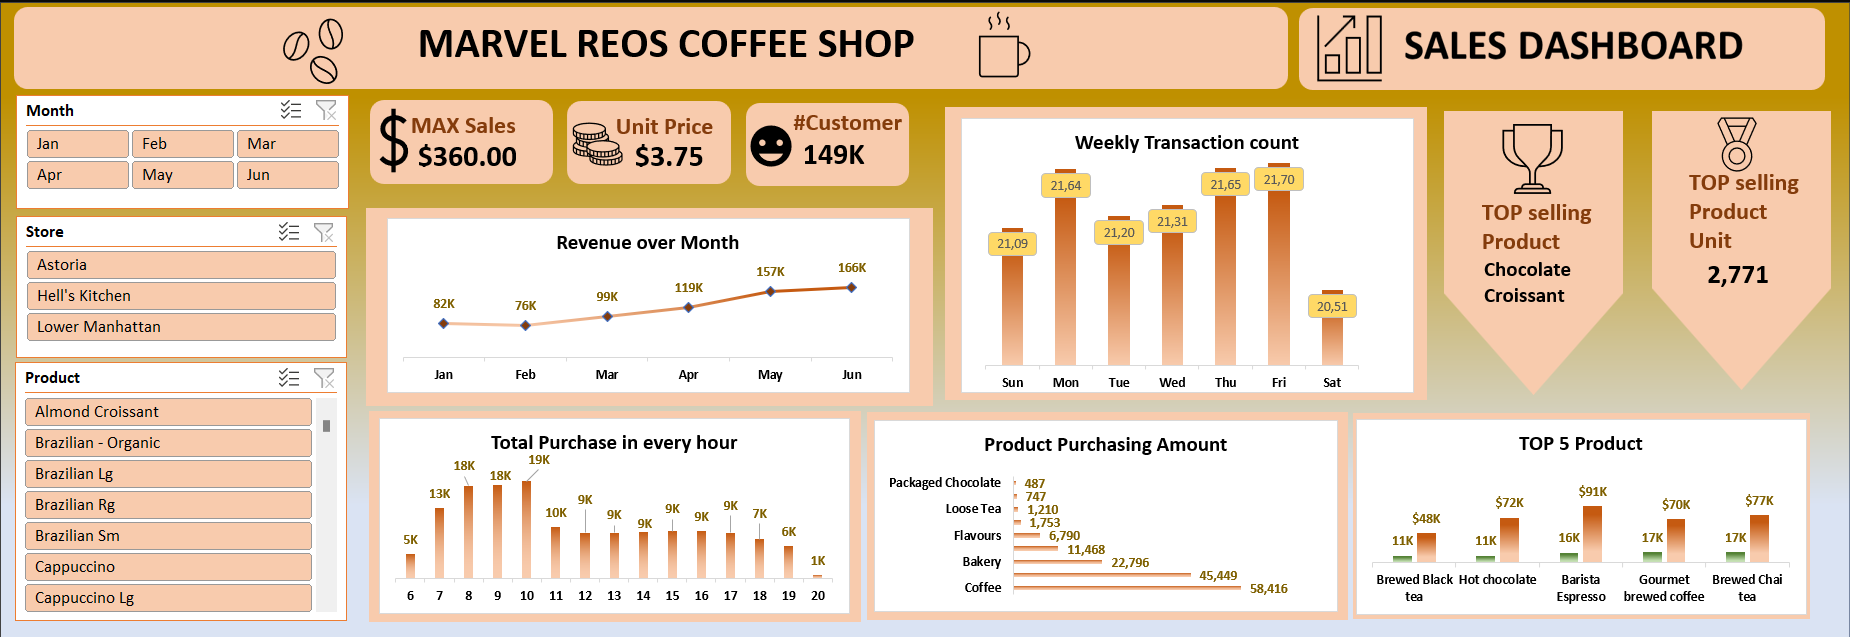 MARVEL REOS COFFEE SHOP
SALES DASHBOARD
Month
Jan Feb Mar
Apr May Jun
Store
Astoria
Hell's Kitchen
Lower Manhattan
Product
Almond Croissant
Brazilian - Organic
Brazilian Lg
Brazilian Rg
Brazilian Sm
Cappuccino
Cappuccino Lg
MAX Sales
$360.00
Unit Price
$3.75
#Customer
149K
Revenue over Month
82K 76K 99K 119K 157K 166K
Jan Feb Mar Apr May Jun
Weekly Transaction count
21,09 21,64 21,20 21,31 21,65 21,70 20,51
Sun Mon Tue Wed Thu Fri Sat
TOP selling
Product
Chocolate
Croissant
TOP selling
Product
Unit
2,771
Total Purchase in every hour
5K 13K 18K 18K 19K 10K 9K 9K 9K 9K 9K 9K 7K 6K 1K
6 7 8 9 10 11 12 13 14 15 16 17 18 19 20
Product Purchasing Amount
Packaged Chocolate 487
747
Loose Tea 1,210
1,753
Flavours 6,790
11,468
Bakery 22,796
45,449
Coffee 58,416
TOP 5 Product
11K $48K 11K $72K 16K $91K 17K $70K 17K $77K
Brewed Black Hot chocolate Barista Gourmet Brewed Chai
tea Espresso brewed coffee tea